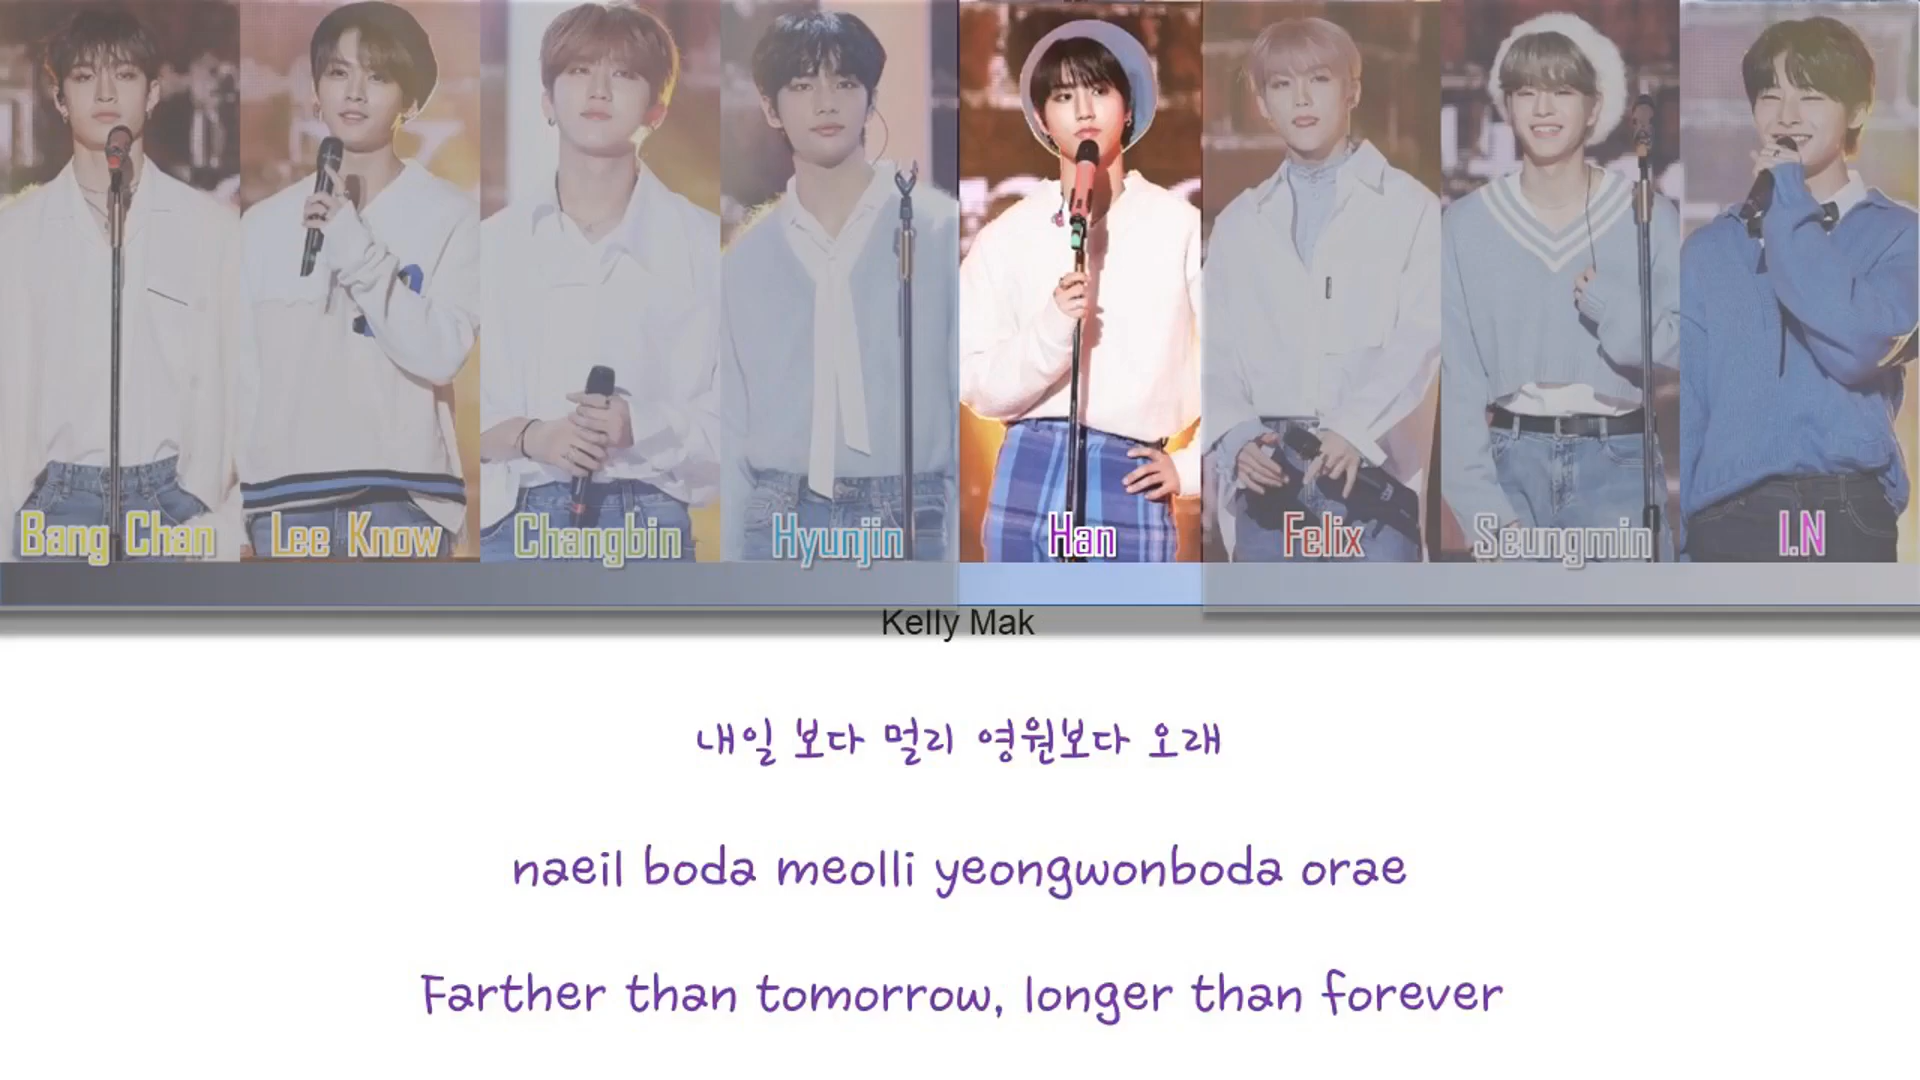 Bang Chan
Lee Know
Changbin
Hyunjin
Han
Felix
Seungmin
I.N
Kelly Mak
내일 보다 멀리 영원보다 오래
naeil boda meolli yeongwonboda orae
Farther than tomorrow, longer than forever